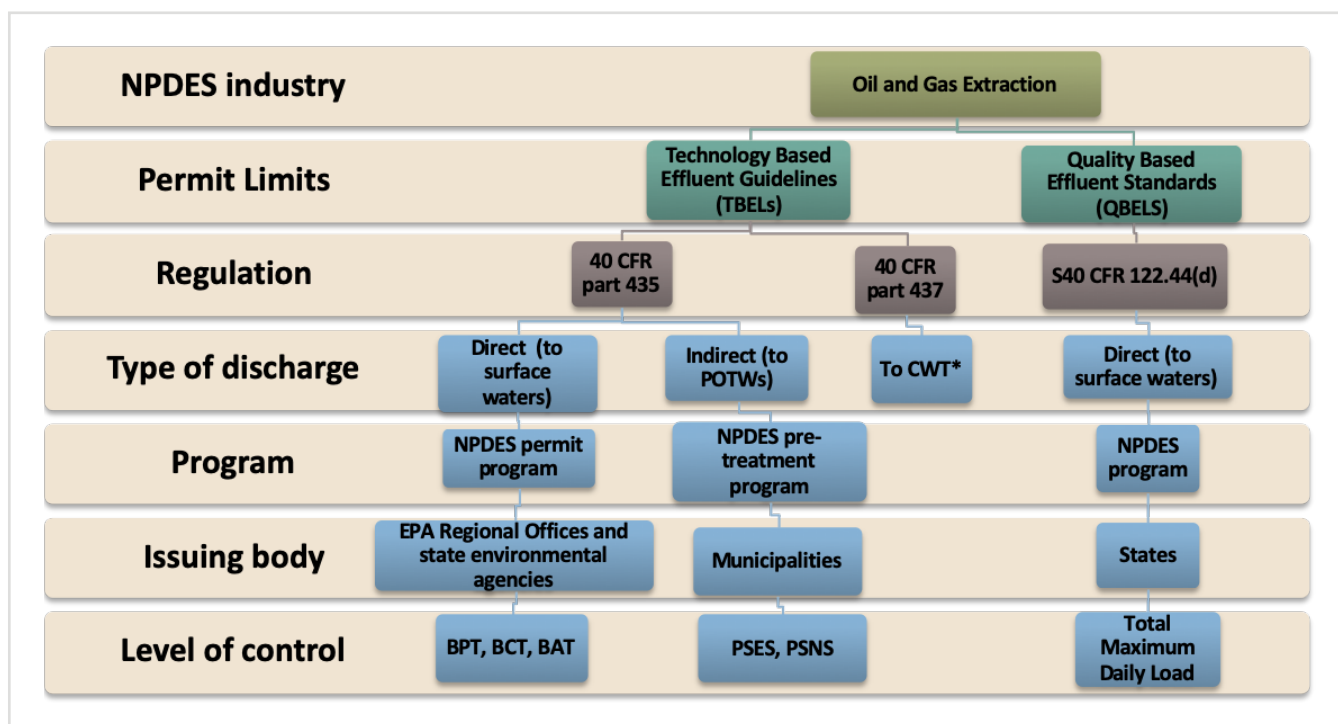 NPDES industry
Oil and Gas Extraction
Permit Limits
Technology Based
Effluent Guidelines
(TBELs)
Quality Based
Effluent Standards
(QBELS)
Regulation
40 CFR
part 435
40 CFR
part 437
S40 CFR 122.44(d)
Type of discharge
Direct (to
surface
waters)
Indirect (to
POTWs)
To CWT*
Direct (to
surface waters)
Program
NPDES permit
program
NPDES pre-
treatment
program
NPDES
program
Issuing body
EPA Regional Offices and
state environmental
agencies
Municipalities
States
Level of control
BPT, BCT, BAT
PSES, PSNS
Total
Maximum
Daily Load